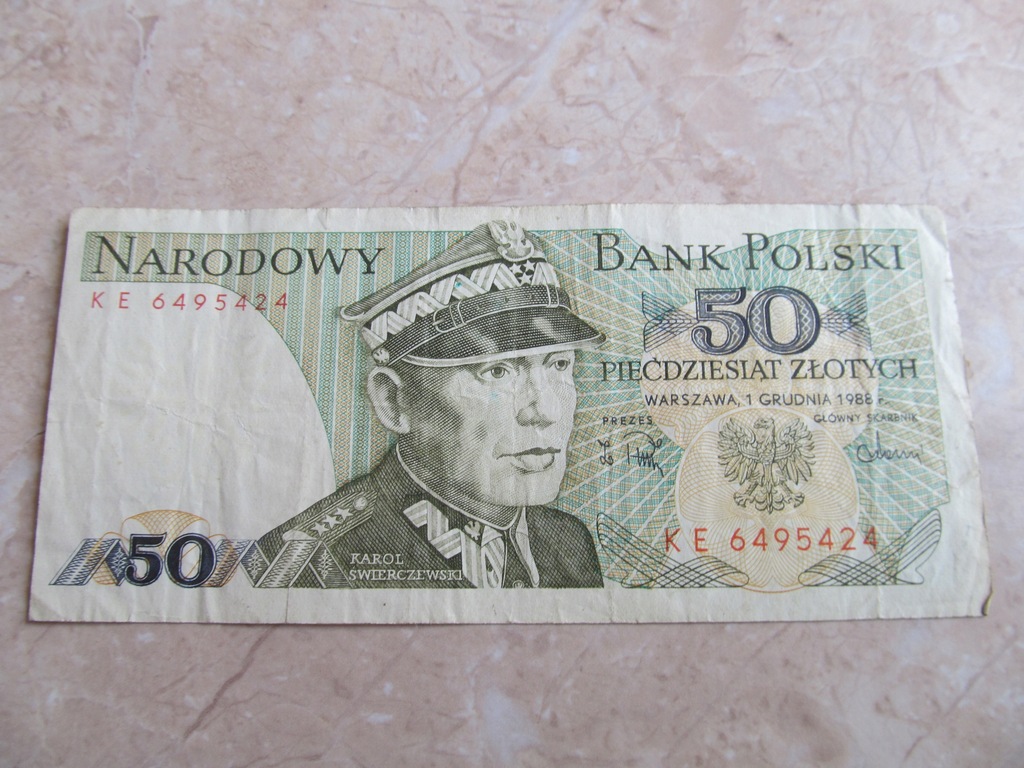 NARODOWY BANK POLSKI
KE 6495424
50
PIĘĆDZIESIĄT ZŁOTYCH
WARSZAWA, 1 GRUDNIA 1988 r.
PREZES GŁÓWNY SKARBNIK
KE 6495424
50
KAROL
ŚWIERCZEWSKI